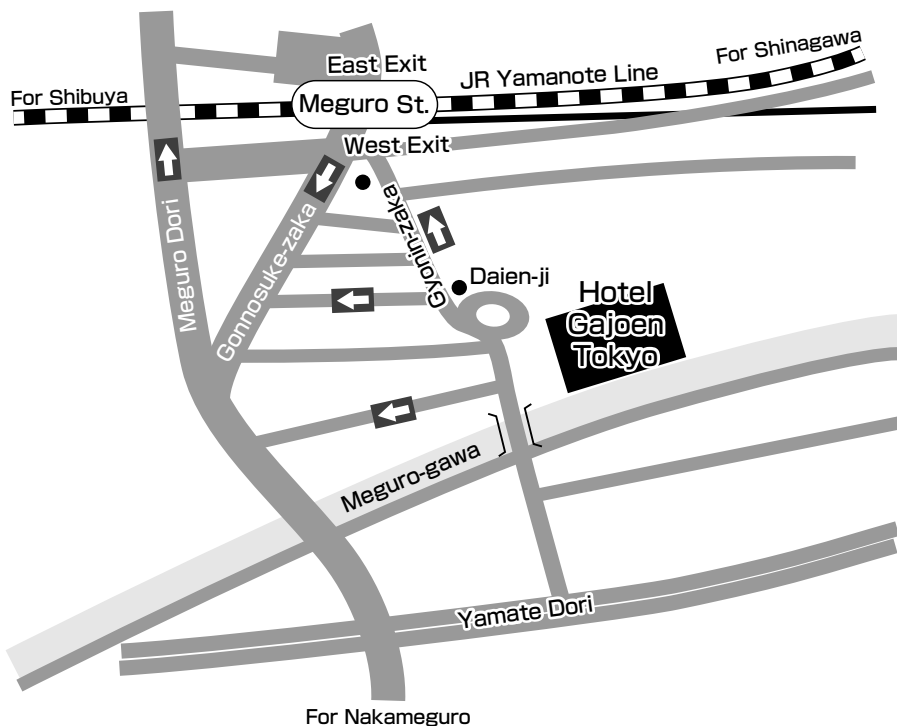 East Exit
For Shinagawa
JR Yamanote Line
For Shibuya
Meguro St.
West Exit
Meguro Dori
Gonnosuke-zaka
Gyonin-zaka
Daien-ji
Hotel
Gajoen
Tokyo
Meguro-gawa
Yamate Dori
For Nakameguro